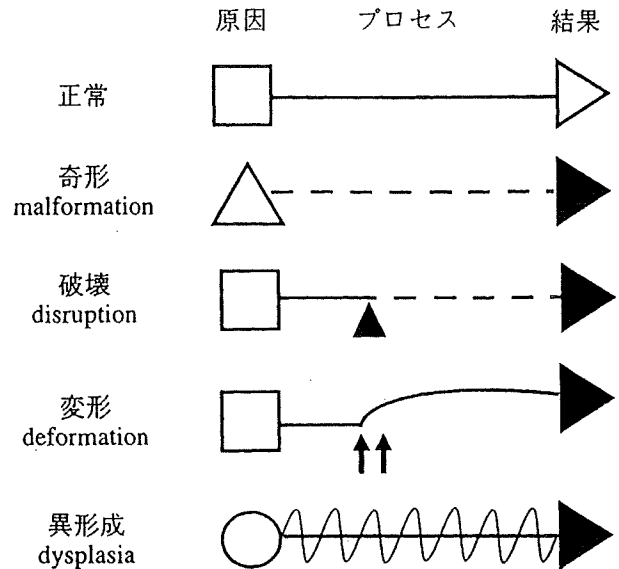 原因 プロセス 結果
正常
奇形
malformation
破壊
disruption
変形
deformation
異形成
dysplasia